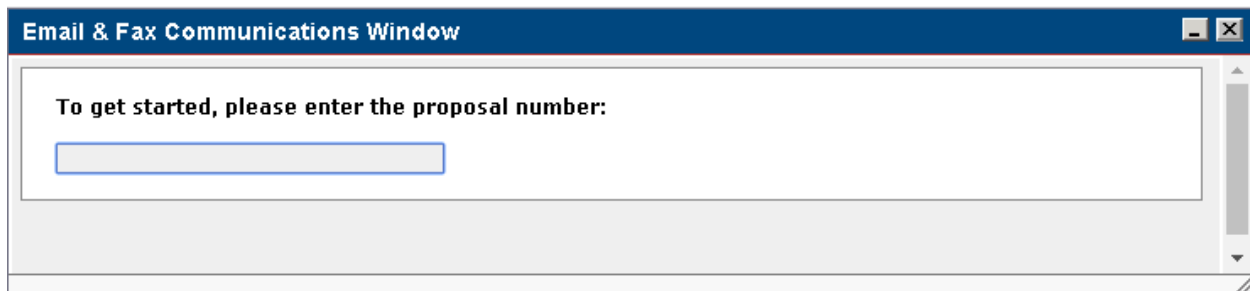 Email & Fax Communications Window
To get started, please enter the proposal number: